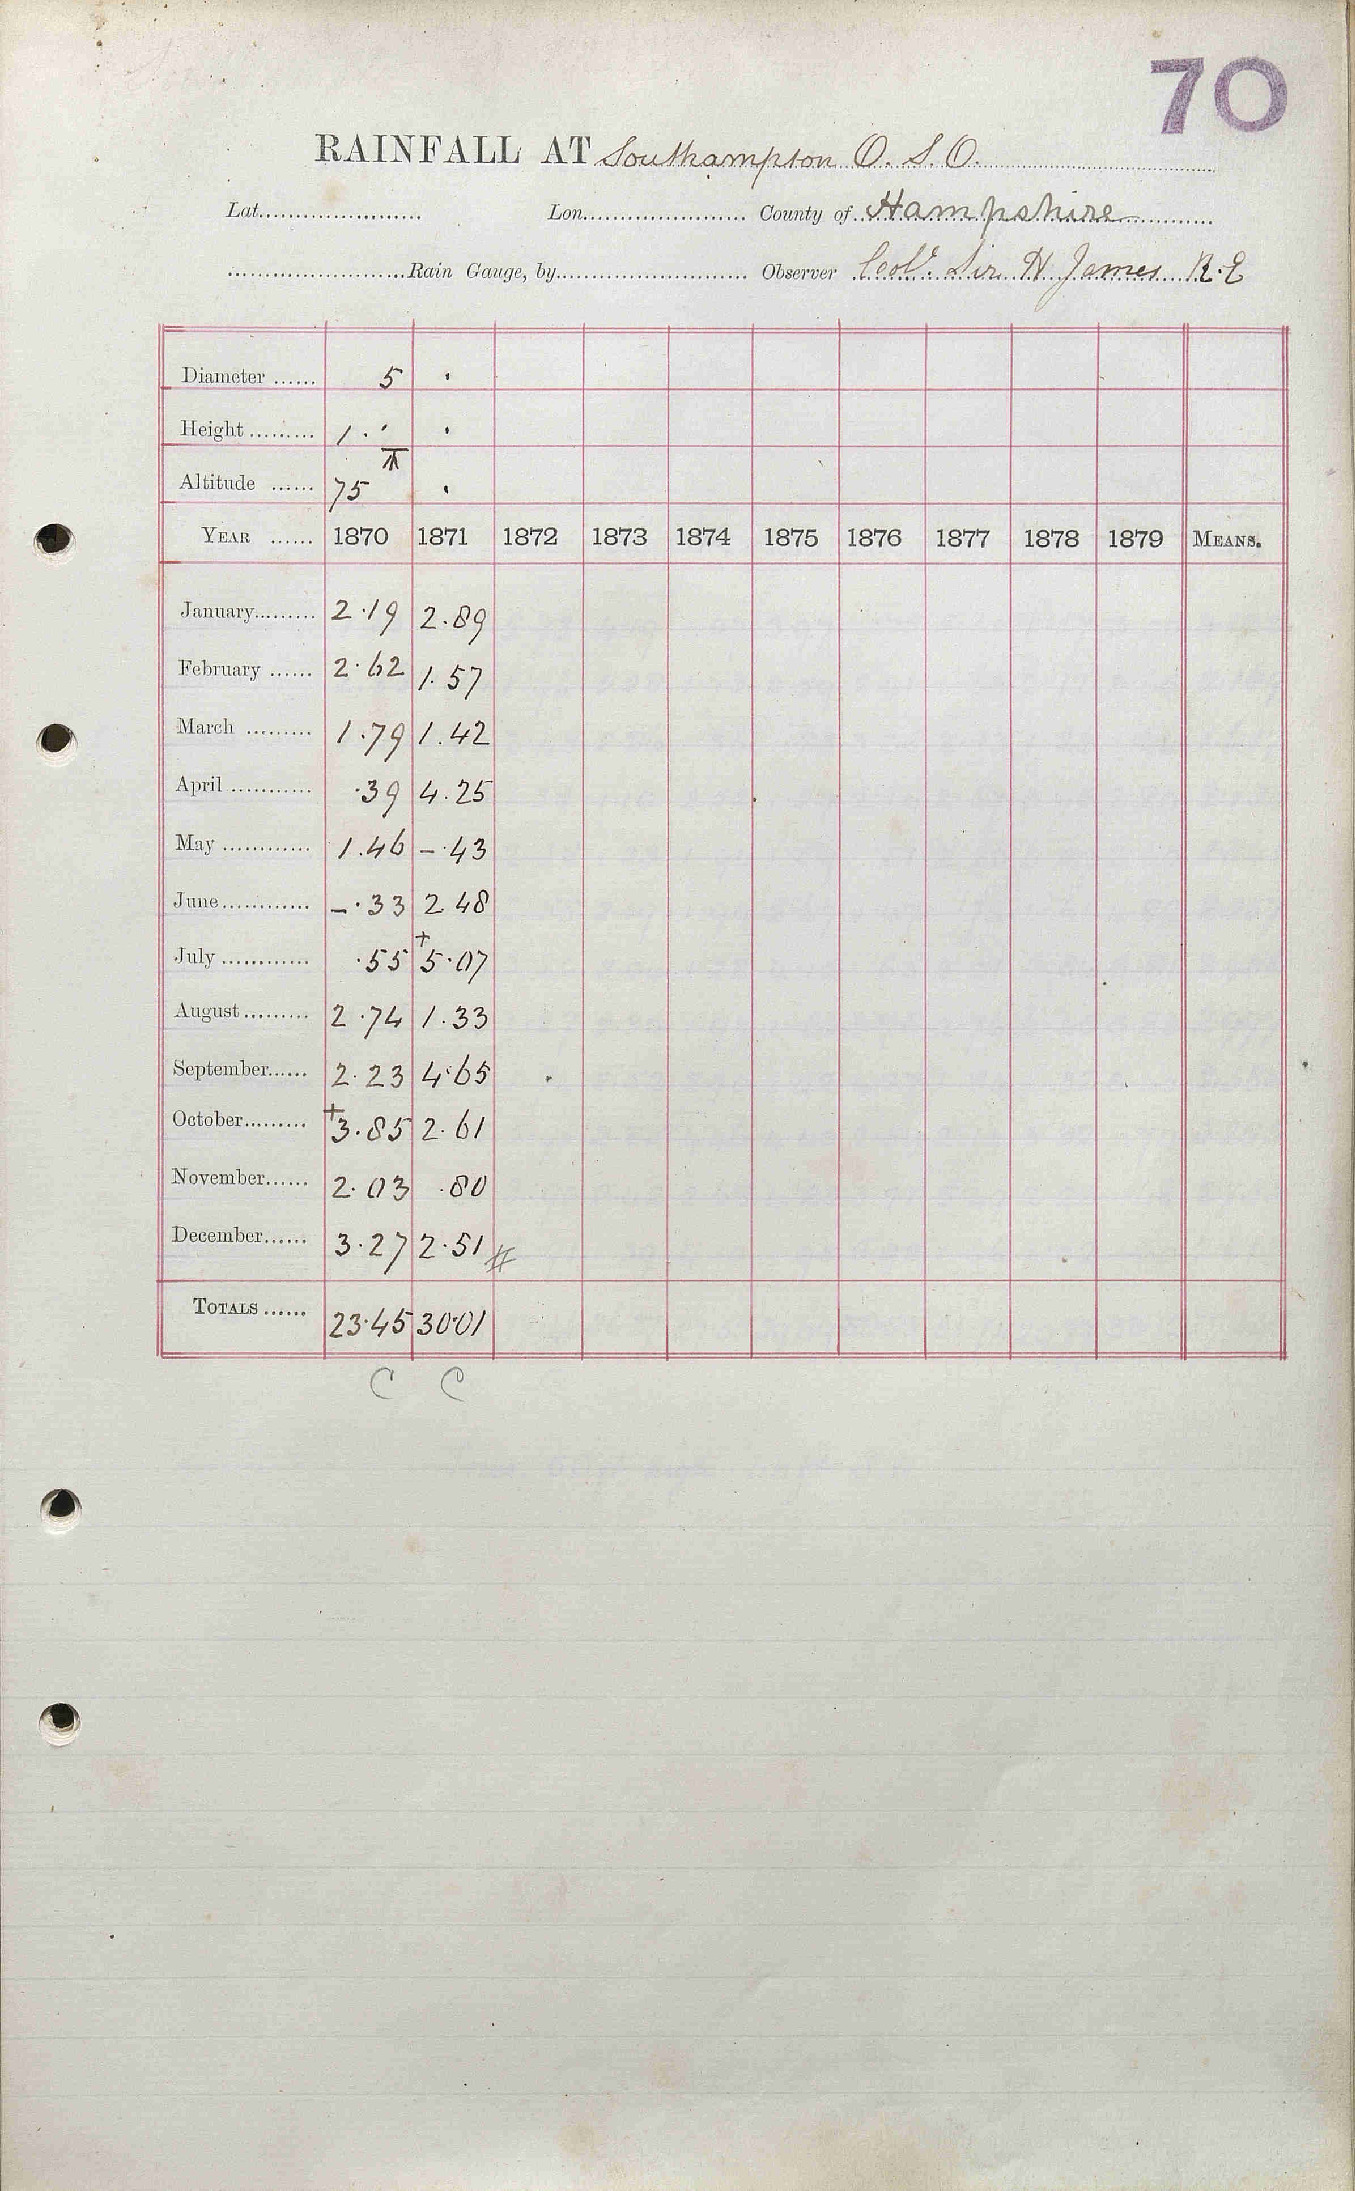 70
RAINFALL AT Southampton O. S. O.
Lat. Lon. County of Hampshire
Rain Gauge, by Observer Col. Sir H James R.E
Diameter 5
Height 1.
Altitude 75
YEAR 1870 1871 1872 1873 1874 1875 1876 1877 1878 1879 MEANS.
January 2.19 2.89
February 2.62 1.57
March 1.79 1.42
April .39 4.25
May 1.46 -.43
June -.33 2 48
July .55 +5.07
August 2.74 1.33
September 2.23 4.65
October +3.85 2.61
November 2.03 .80
December 3.27 2.51 #
TOTALS 23.45 30.01
C C